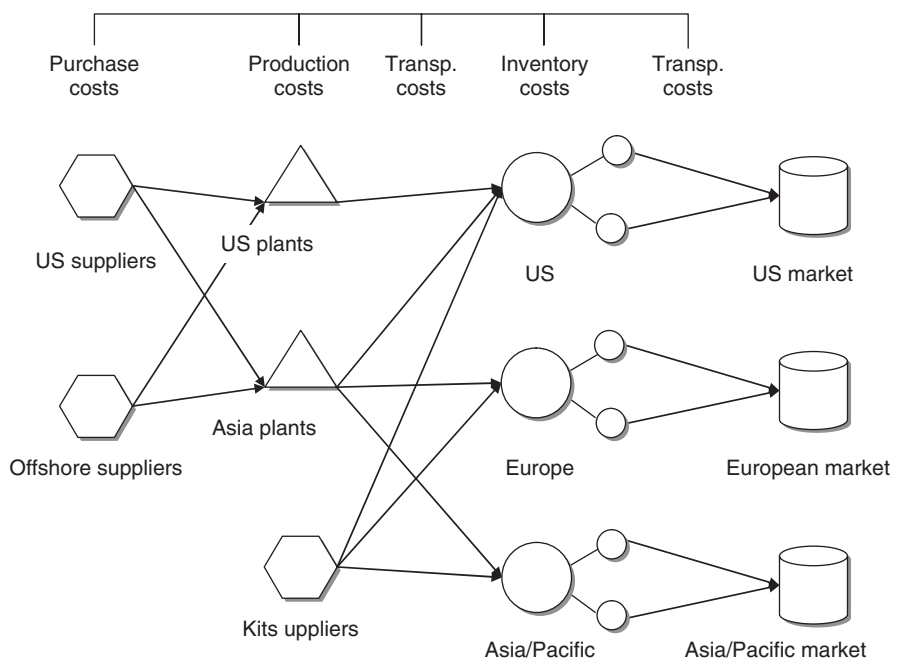 Purchase
costs
Production
costs
Transp.
costs
Inventory
costs
Transp.
costs
US suppliers
US plants
US
US market
Offshore suppliers
Asia plants
Europe
European market
Kits uppliers
Asia/Pacific
Asia/Pacific market